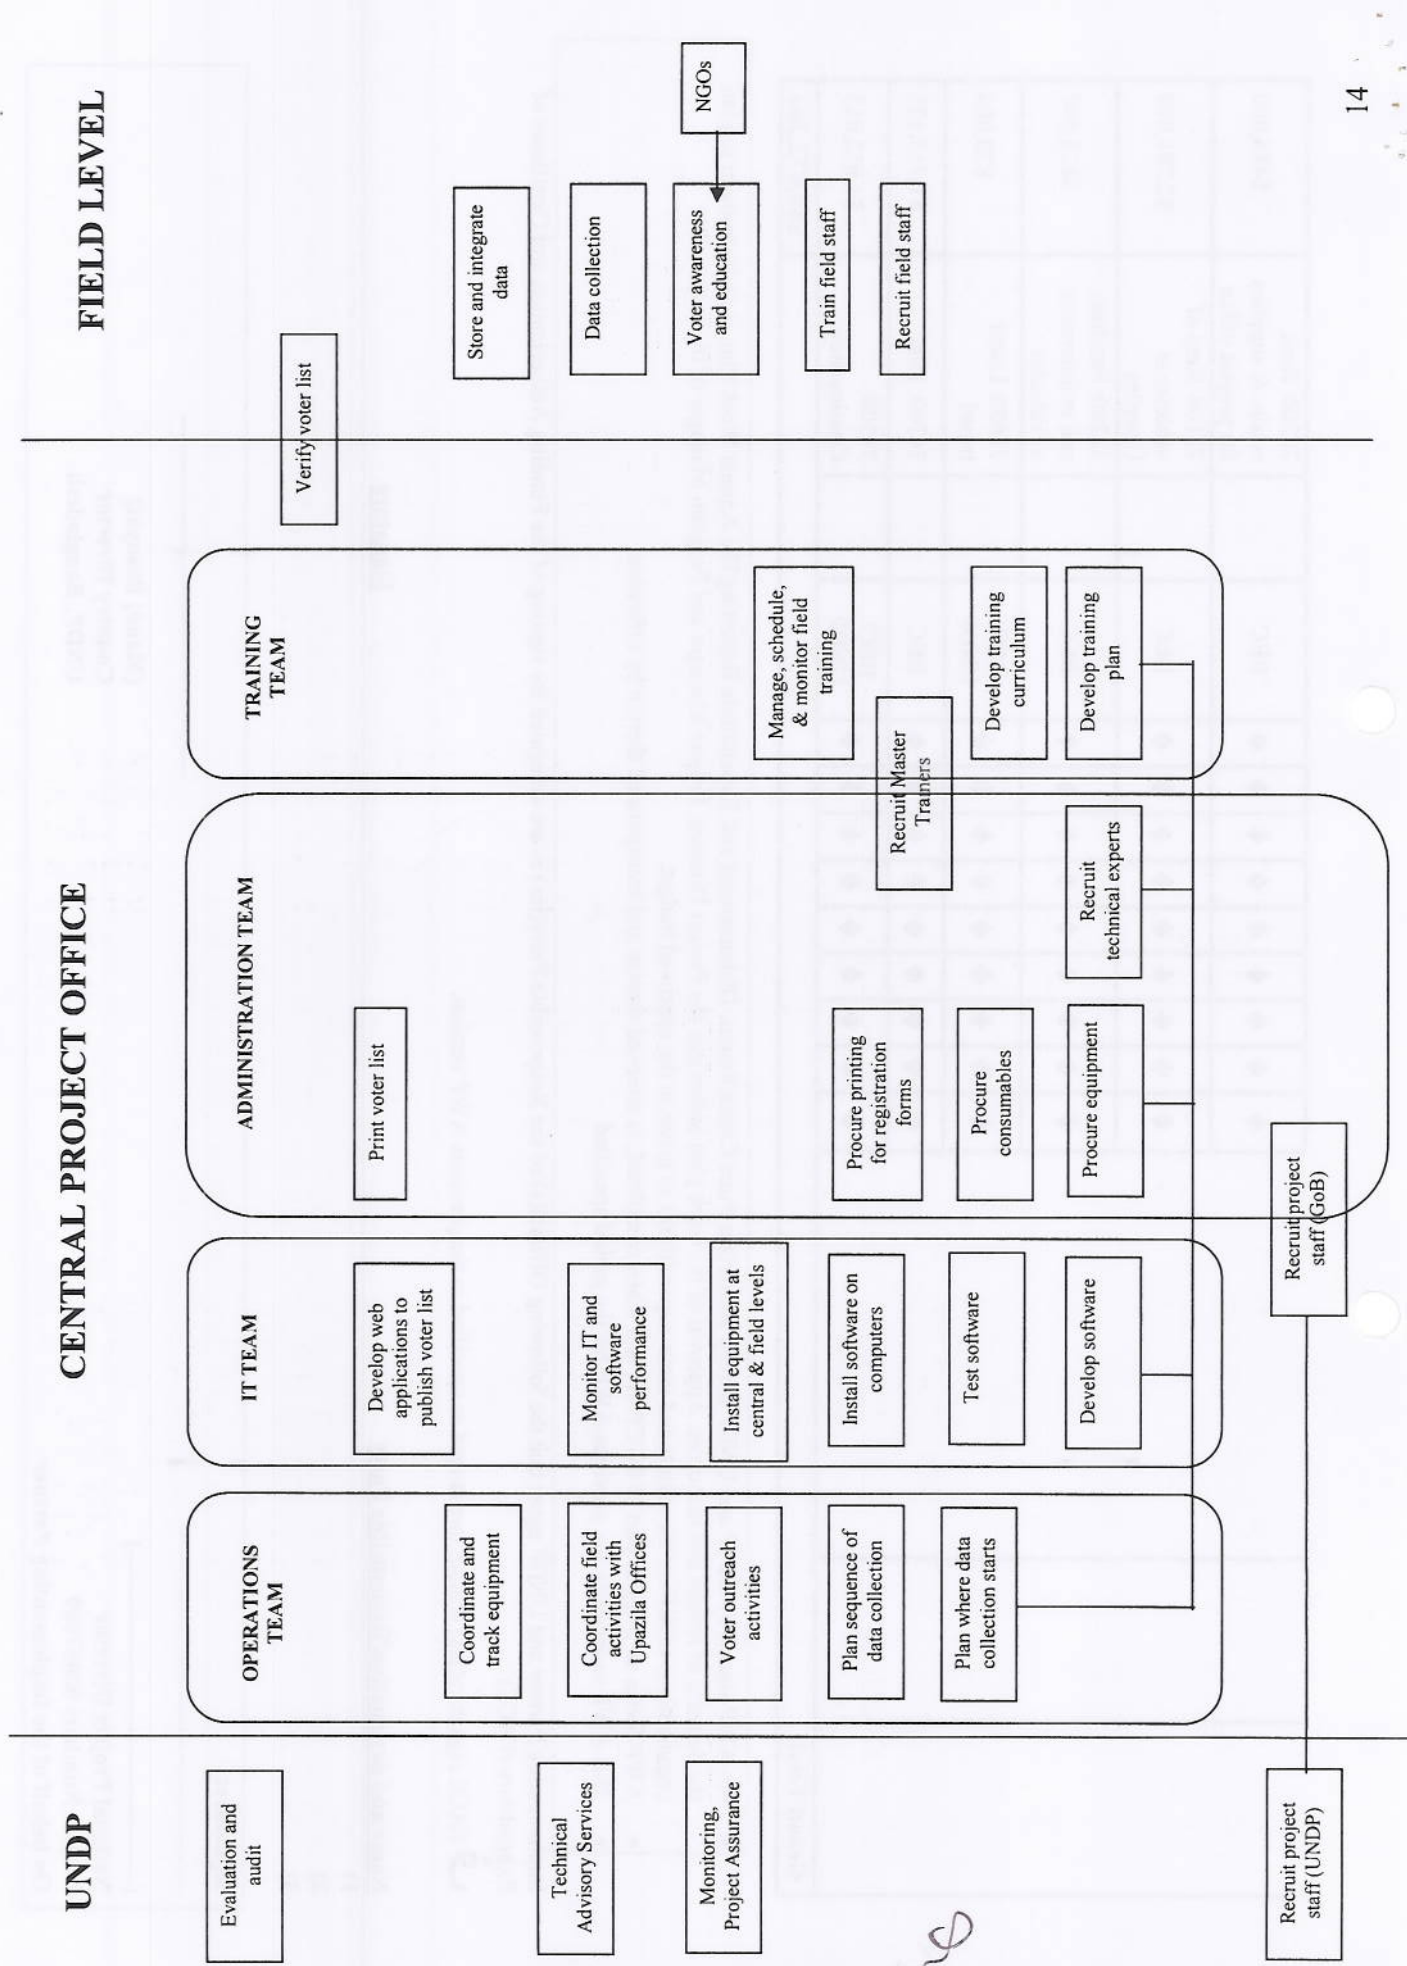 UNDP
CENTRAL PROJECT OFFICE
FIELD LEVEL
Evaluation and
audit
Technical
Advisory Services
Monitoring,
Project Assurance
Recruit project
staff (UNDP)
OPERATIONS
TEAM
Coordinate and
track equipment
Coordinate field
activities with
Upazila Offices
Voter outreach
activities
Plan sequence of
data collection
Plan where data
collection starts
IT TEAM
Develop web
applications to
publish voter list
Monitor IT and
software
performance
Install equipment at
central & field levels
Install software on
computers
Test software
Develop software
Recruit project
staff (GoB)
ADMINISTRATION TEAM
Print voter list
Procure printing
for registration
forms
Procure
consumables
Procure equipment
Recruit
technical experts
Recruit Master
Trainers
TRAINING
TEAM
Manage, schedule,
& monitor field
training
Develop training
curriculum
Develop training
plan
Verify voter list
Store and integrate
data
Data collection
Voter awareness
and education
Train field staff
Recruit field staff
NGOs
14